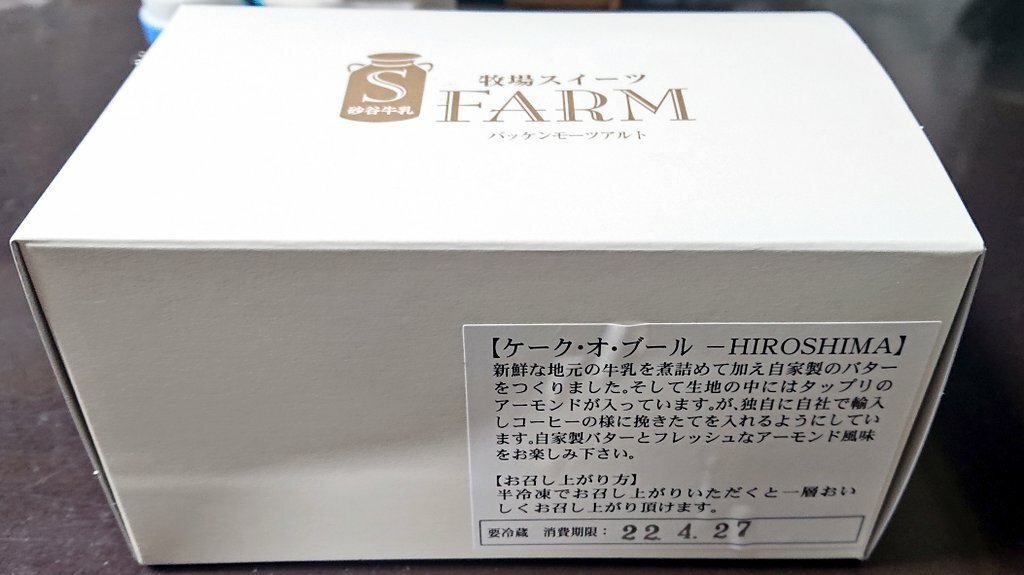 S
砂谷牛乳
牧場スイーツ
FARM
バッケンモーツアルト
【ケーク・オ・ブール －HIROSHIMA】
新鮮な地元の牛乳を煮詰めて加え自家製のバター
をつくりました。そして生地の中にはタップリの
アーモンドが入っています。が、独自に自社で輸入
しコーヒーの様に挽きたてを入れるようにしてい
ます。自家製バターとフレッシュなアーモンド風味
をお楽しみ下さい。
【お召し上がり方】
半冷凍でお召し上がりいただくと一層おい
しくお召し上がり頂けます。
要冷蔵 消費期限： 22. 4. 27